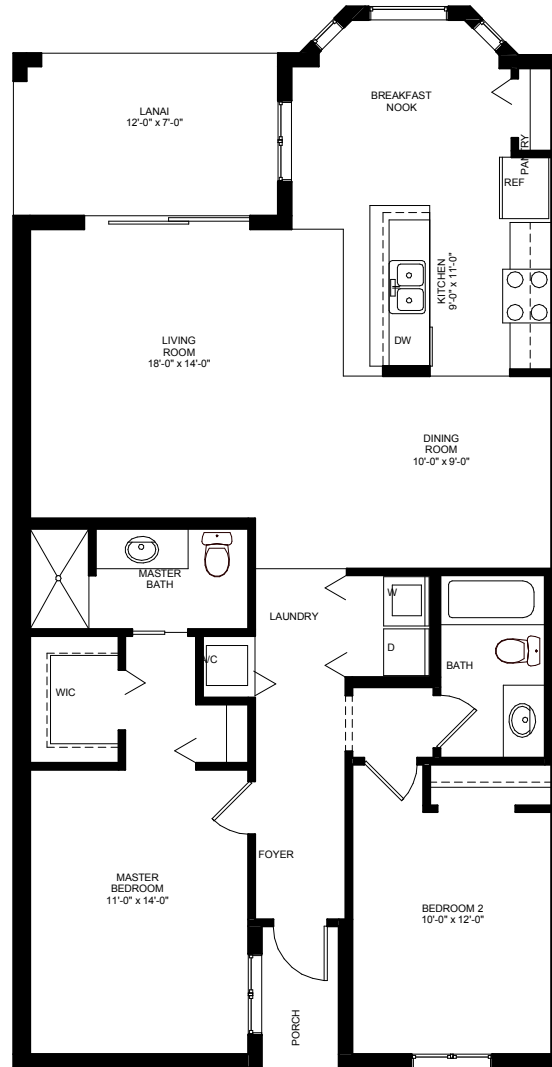 BREAKFAST
NOOK
LANAI
12'-0" x 7'-0"
PANTRY
REF
KITCHEN
9'-0" x 11'-0"
DW
LIVING
ROOM
18'-0" x 14'-0"
DINING
ROOM
10'-0" x 9'-0"
MASTER
BATH
LAUNDRY
W
D
BATH
WIC
FOYER
MASTER
BEDROOM
11'-0" x 14'-0"
BEDROOM 2
10'-0" x 12'-0"
PORCH